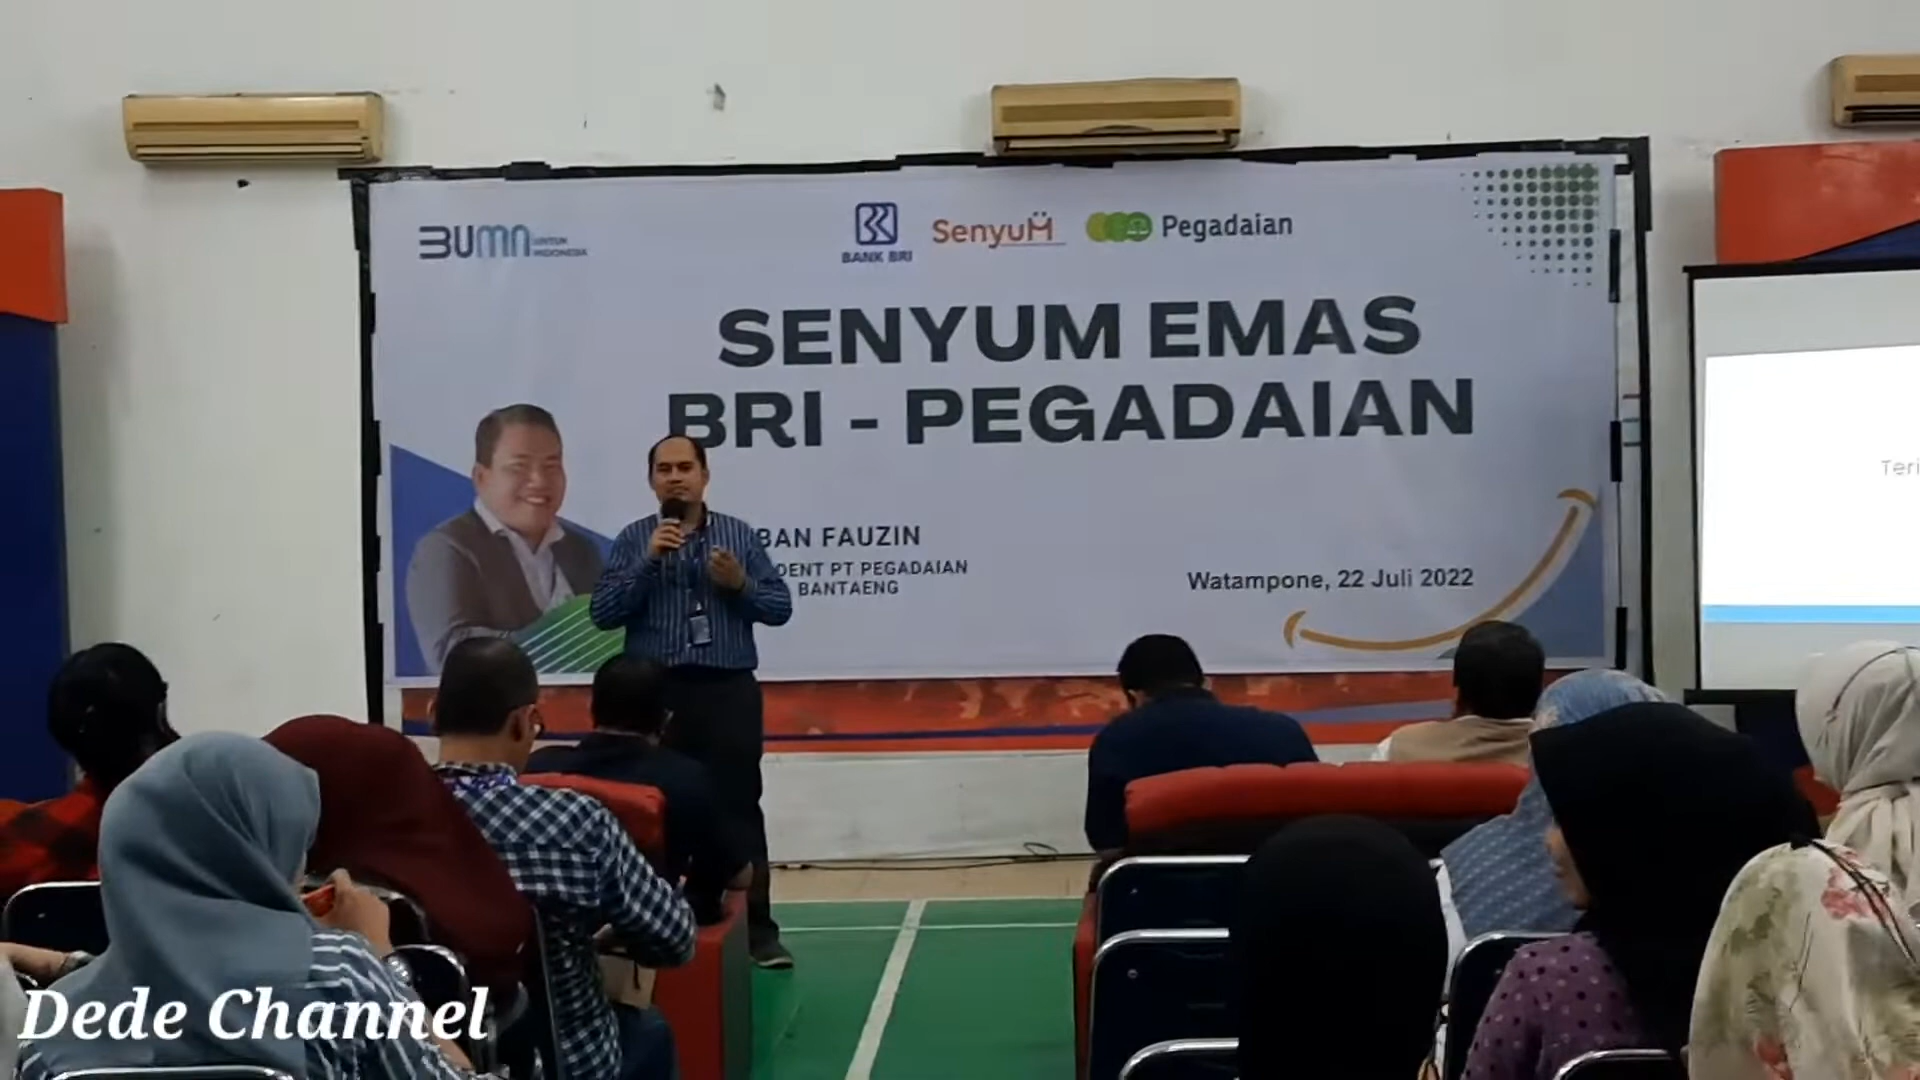 BUMN UNTUK INDONESIA
BANK BRI
SenyuM
Pegadaian
SENYUM EMAS
BRI - PEGADAIAN
BAN FAUZIN
DENT PT PEGADAIAN
BANTAENG
Watampone, 22 Juli 2022
Teri
Dede Channel